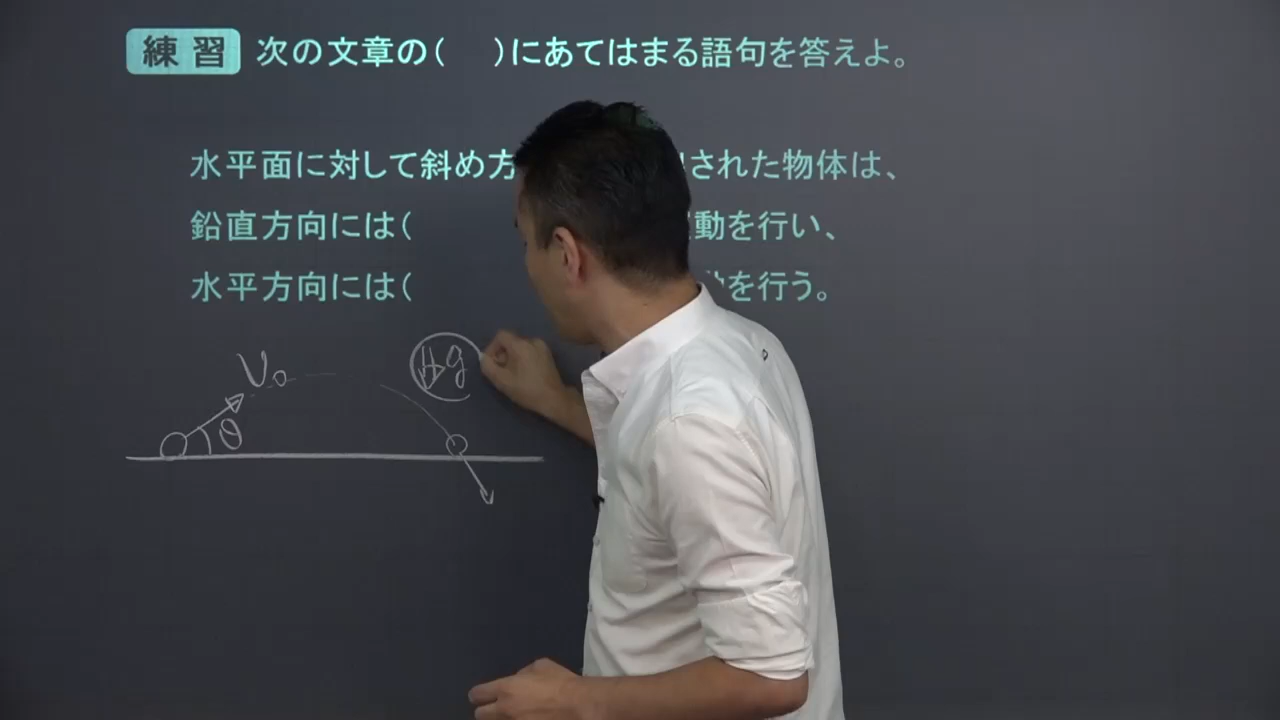 練習 次の文章の( )にあてはまる語句を答えよ。
水平面に対して斜め方 された物体は、
鉛直方向には( 動を行い、
水平方向には( を行う。
V₀
g
θ